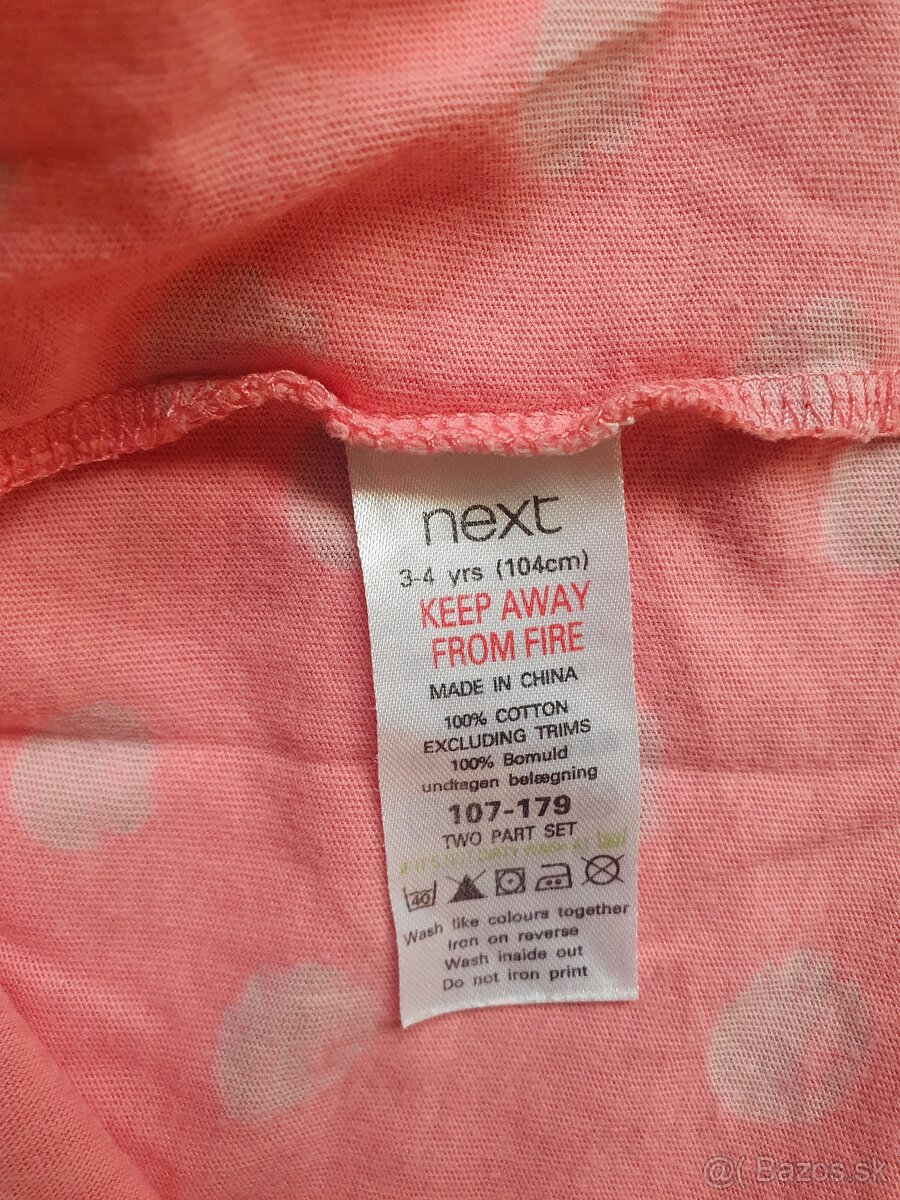 next
3-4 yrs (104cm)
KEEP AWAY
FROM FIRE
MADE IN CHINA
100% COTTON
EXCLUDING TRIMS
100% Bomuld
undtagen belægning
107-179
TWO PART SET
40
Wash like colours together
Iron on reverse
Wash inside out
Do not iron print
@( Bazos.sk